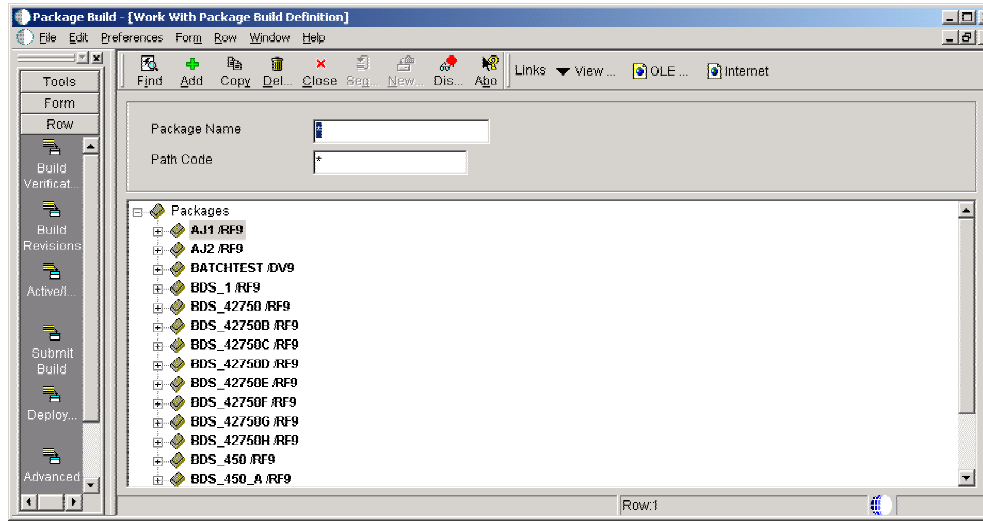 Package Build - [Work With Package Build Definition]
File Edit Preferences Form Row Window Help
Tools
Form
Row
Build
Verificat...
Build
Revisions
Active/I...
Submit
Build
Deploy...
Advanced
Find Add Copy Del... Close Seq... New... Dis... Abo Links View ... OLE ... Internet
Package Name *
Path Code *
Packages
AJ1 /RF9
AJ2 /RF9
BATCHTEST /DV9
BDS_1 /RF9
BDS_42750 /RF9
BDS_42750B /RF9
BDS_42750C /RF9
BDS_42750D /RF9
BDS_42750E /RF9
BDS_42750F /RF9
BDS_42750G /RF9
BDS_42750H /RF9
BDS_450 /RF9
BDS_450_A /RF9
Row:1